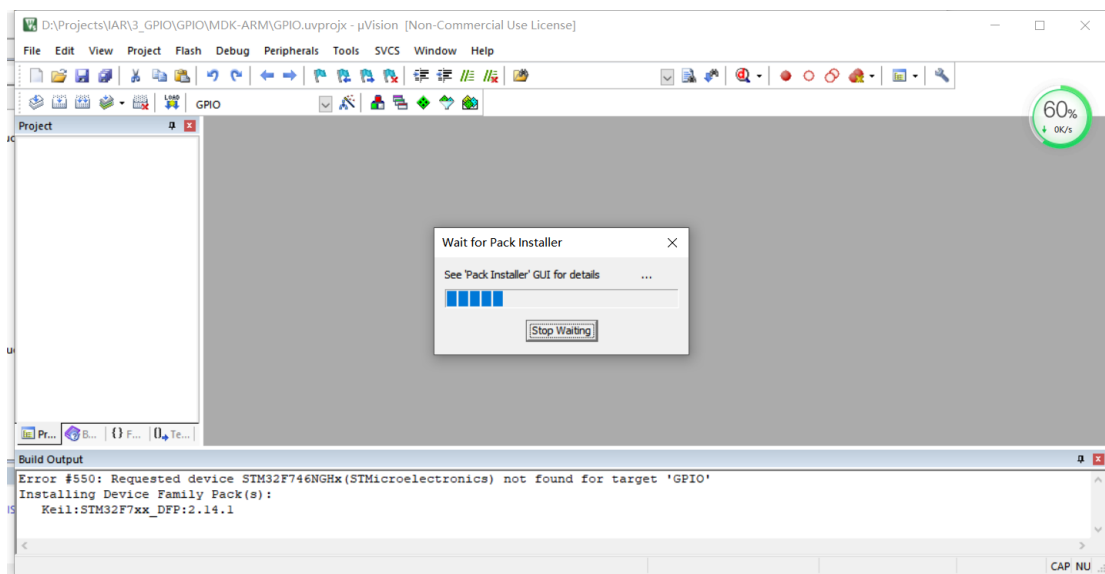 D:\Projects\IAR\3_GPIO\GPIO\MDK-ARM\GPIO.uvprojx - µVision [Non-Commercial Use License]
File Edit View Project Flash Debug Peripherals Tools SVCS Window Help
LOAD
GPIO
60%
0K/s
Project
Wait for Pack Installer
See 'Pack Installer' GUI for details ...
Stop Waiting
Pr... B... {} F... Te...
Build Output
Error #550: Requested device STM32F746NGHx(STMicroelectronics) not found for target 'GPIO'
Installing Device Family Pack(s):
Keil:STM32F7xx_DFP:2.14.1
CAP NU